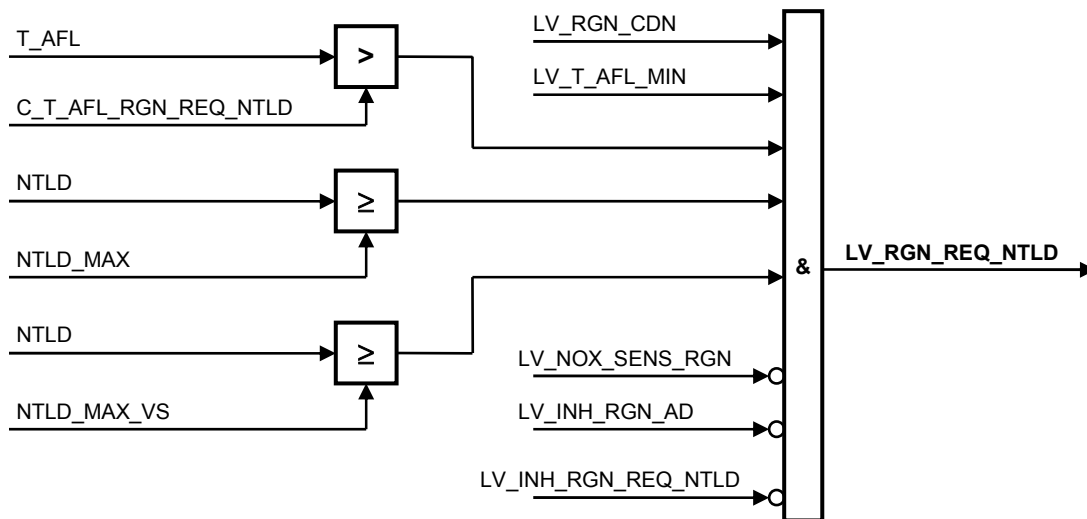 T_AFL
>
C_T_AFL_RGN_REQ_NTLD
LV_RGN_CDN
LV_T_AFL_MIN
NTLD
≥
NTLD_MAX
NTLD
≥
NTLD_MAX_VS
LV_NOX_SENS_RGN
LV_INH_RGN_AD
LV_INH_RGN_REQ_NTLD
&
LV_RGN_REQ_NTLD